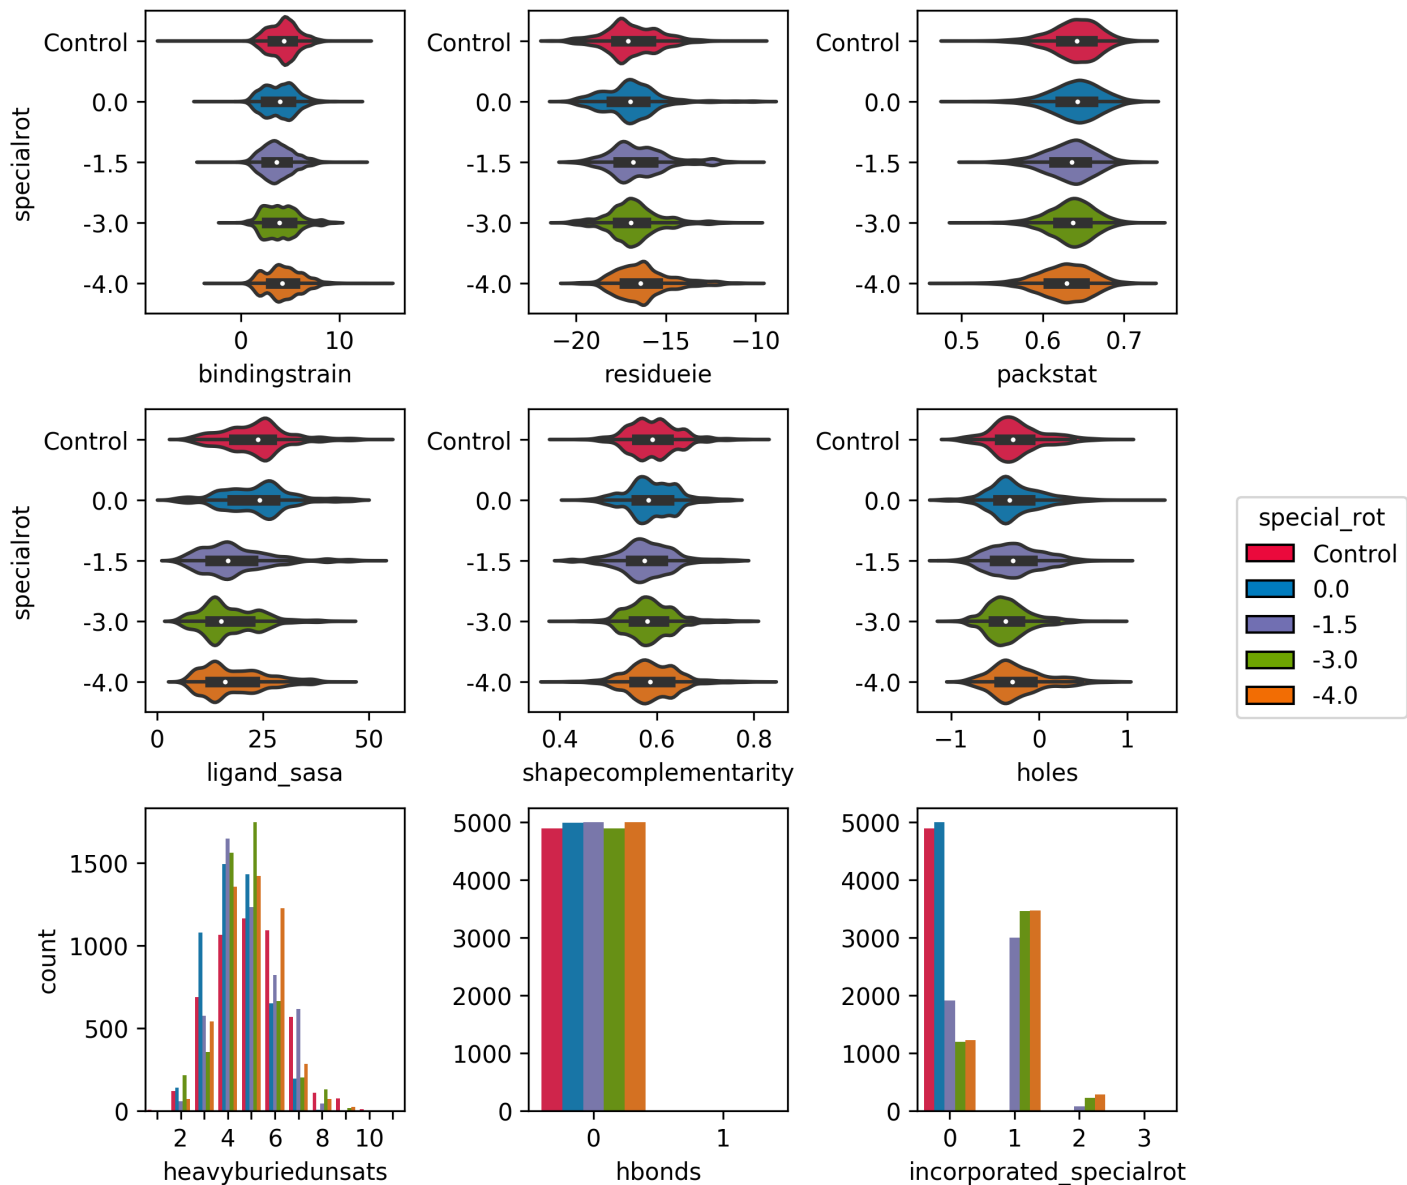 specialrot
Control
0.0
-1.5
-3.0
-4.0
0 10
bindingstrain
Control
0.0
-1.5
-3.0
-4.0
−20 −15 −10
residueie
Control
0.0
-1.5
-3.0
-4.0
0.5 0.6 0.7
packstat
specialrot
Control
0.0
-1.5
-3.0
-4.0
0 25 50
ligand_sasa
Control
0.0
-1.5
-3.0
-4.0
0.4 0.6 0.8
shapecomplementarity
Control
0.0
-1.5
-3.0
-4.0
−1 0 1
holes
special_rot
Control
0.0
-1.5
-3.0
-4.0
count
1500
1000
500
0
2 4 6 8 10
heavyburiedunsats
5000
4000
3000
2000
1000
0
0 1
hbonds
5000
4000
3000
2000
1000
0
0 1 2 3
incorporated_specialrot